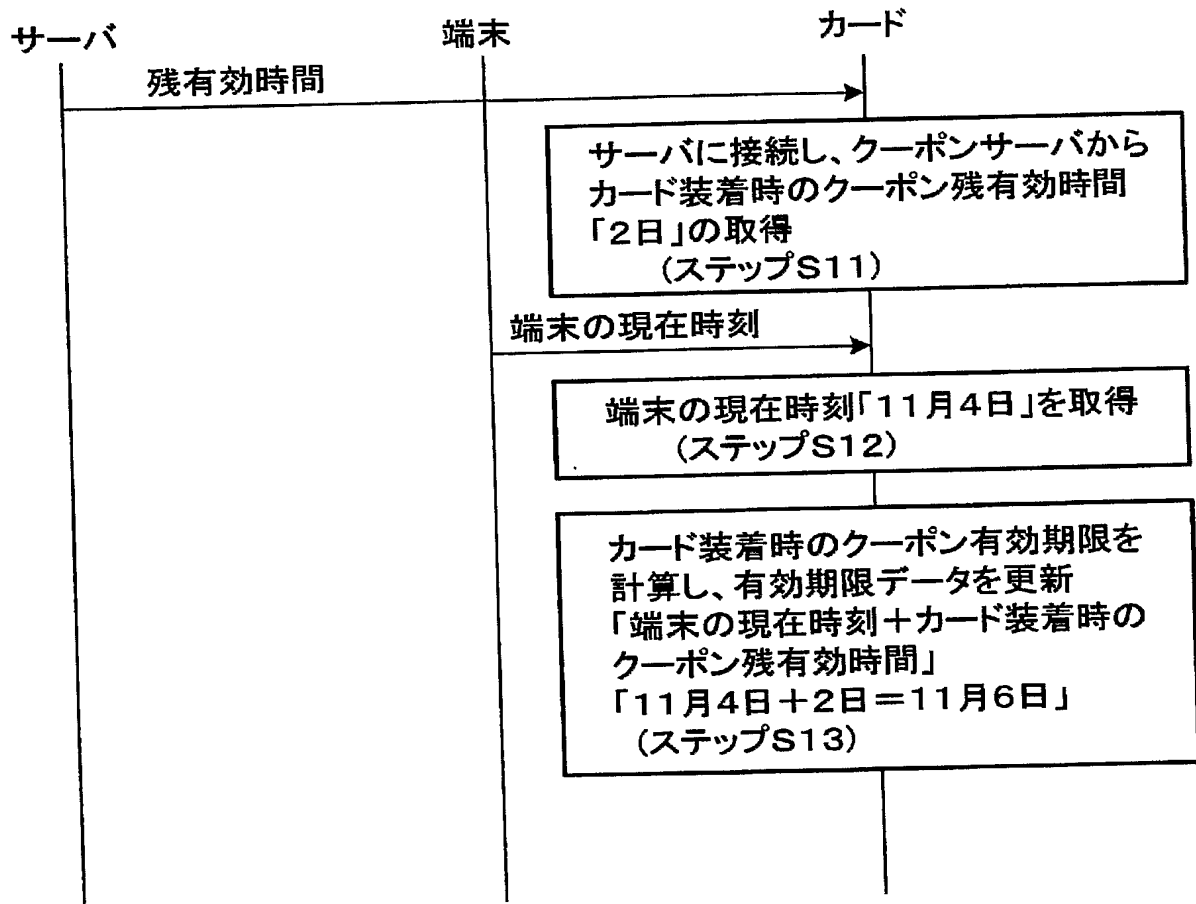 サーバ
端末
カード
残有効時間
サーバに接続し、クーポンサーバから
カード装着時のクーポン残有効時間
「2日」の取得
(ステップS11)
端末の現在時刻
端末の現在時刻「11月4日」を取得
(ステップS12)
カード装着時のクーポン有効期限を
計算し、有効期限データを更新
「端末の現在時刻+カード装着時の
クーポン残有効時間」
「11月4日+2日=11月6日」
(ステップS13)